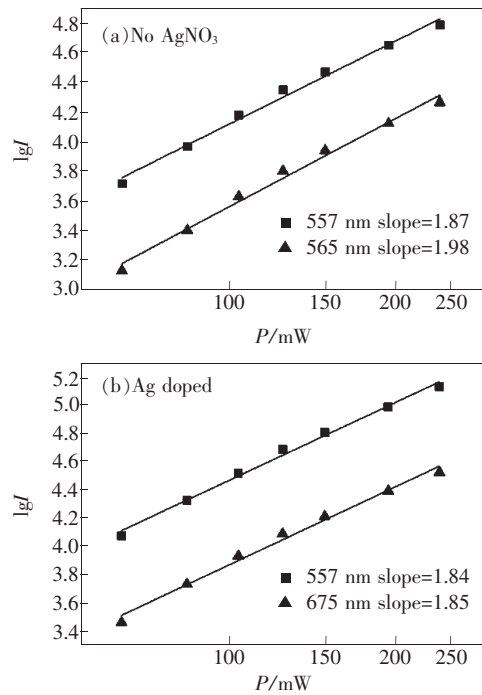 (a)No AgNO₃
4.8
4.6
4.4
4.2
4.0
3.8
3.6
3.4
3.2
3.0
lgI
■ 557 nm slope=1.87
▲ 565 nm slope=1.98
100 150 200 250
P/mW
(b)Ag doped
5.2
5.0
4.8
4.6
4.4
4.2
4.0
3.8
3.6
3.4
lgI
■ 557 nm slope=1.84
▲ 675 nm slope=1.85
100 150 200 250
P/mW